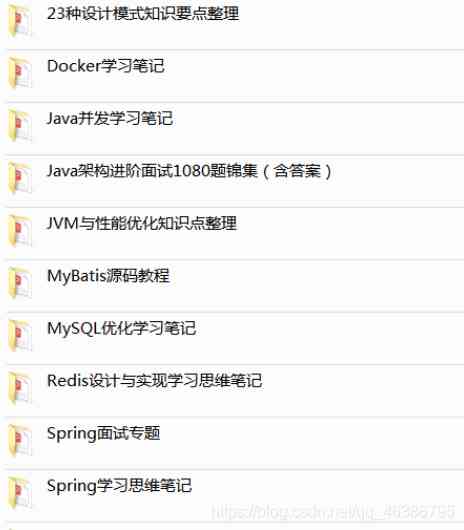 23种设计模式知识要点整理
Docker学习笔记
Java并发学习笔记
Java架构进阶面试1080题锦集（含答案）
JVM与性能优化知识点整理
MyBatis源码教程
MySQL优化学习笔记
Redis设计与实现学习思维笔记
Spring面试专题
Spring学习思维笔记
https://blog.csdn.net/qq_46388795